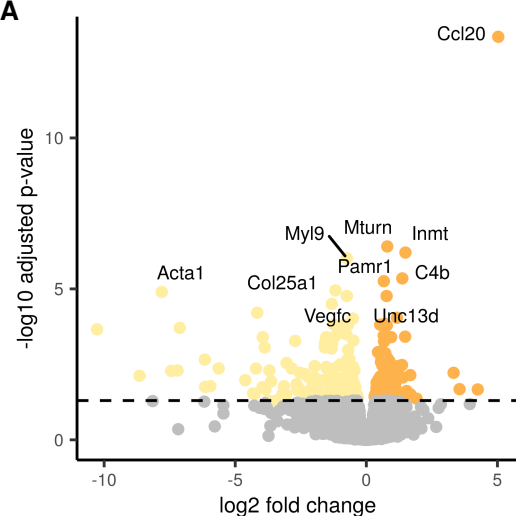 A
Ccl20
10
Myl9
Mturn
Inmt
Pamr1
C4b
Acta1
Col25a1
5
Vegfc
Unc13d
0
-log10 adjusted p-value
-10
-5
0
5
log2 fold change